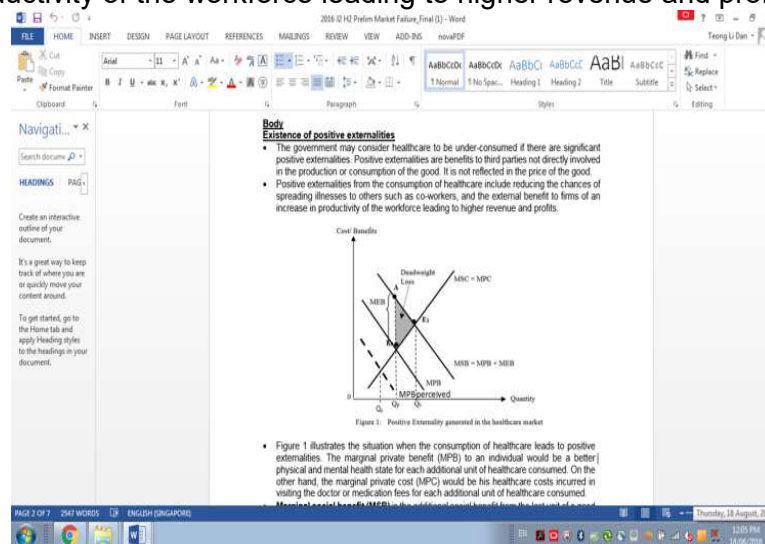 ductivity of the workforce leading to higher revenue and prof
2016 J2 H2 Prelim Market Failure_Final (1) - Word
FILE HOME INSERT DESIGN PAGE LAYOUT REFERENCES MAILINGS REVIEW VIEW ADD-INS novaPDF
Teong Li Dan
Cut
Copy
Format Painter
Paste
Arial 11
AaBbCcDc AaBbCcDc AaBbCc AaBbCcD AaBl AaBbCcC
¶ Normal ¶ No Spac... Heading 1 Heading 2 Title Subtitle
Find
Replace
Select
Clipboard Font Paragraph Styles Editing
Navigati...
Search docume
HEADINGS PAG
Create an interactive
outline of your
document.
It's a great way to keep
track of where you are
or quickly move your
content around.
To get started, go to
the Home tab and
apply Heading styles
to the headings in your
document.
Body
Existence of positive externalities
• The government may consider healthcare to be under-consumed if there are significant
positive externalities. Positive externalities are benefits to third parties not directly involved
in the production or consumption of the good. It is not reflected in the price of the good.
• Positive externalities from the consumption of healthcare include reducing the chances of
spreading illnesses to others such as co-workers, and the external benefit to firms of an
increase in productivity of the workforce leading to higher revenue and profits.
Cost/ Benefits
Deadweight
Loss
MSC = MPC
A
MEB
E₁
MSB = MPB + MEB
MPB
MPBperceived
0
Quantity
Figure 1: Positive Externality generated in the healthcare market
• Figure 1 illustrates the situation when the consumption of healthcare leads to positive
externalities. The marginal private benefit (MPB) to an individual would be a better
physical and mental health state for each additional unit of healthcare consumed. On the
other hand, the marginal private cost (MPC) would be his healthcare costs incurred in
visiting the doctor or medication fees for each additional unit of healthcare consumed.
PAGE 2 OF 7 2547 WORDS ENGLISH (SINGAPORE)
Thursday, 18 August, 2
EN
12:05 PM